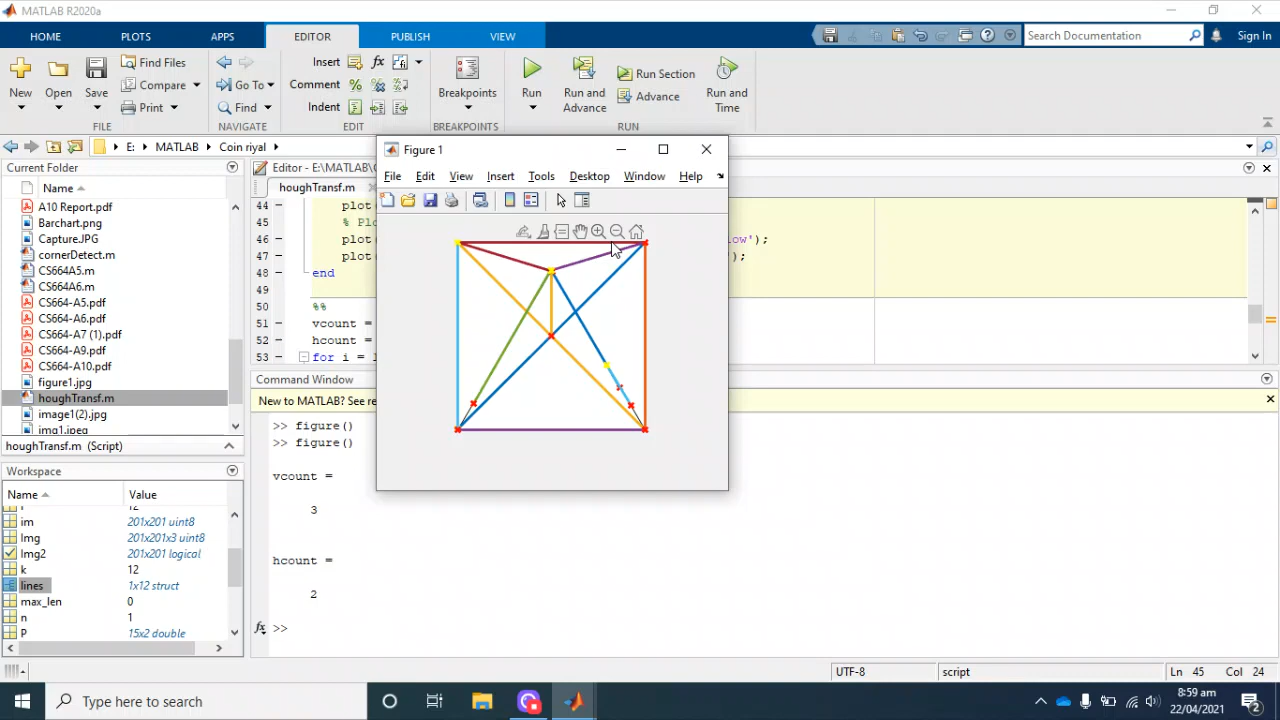 MATLAB R2020a
HOME PLOTS APPS EDITOR PUBLISH VIEW
Search Documentation
Sign In
New Open Save
Find Files
Compare
Print
FILE
Go To
Find
NAVIGATE
Insert
Comment
Indent
EDIT
Breakpoints
BREAKPOINTS
Run
Run and Advance
Run Section
Advance
Run and Time
RUN
E: MATLAB Coin riyal
Current Folder
Name
A10 Report.pdf
Barchart.png
Capture.JPG
cornerDetect.m
CS664A5.m
CS664A6.m
CS664-A5.pdf
CS664-A6.pdf
CS664-A7 (1).pdf
CS664-A9.pdf
CS664-A10.pdf
figure1.jpg
houghTransf.m
image1(2).jpg
img1.jpeg
houghTransf.m (Script)
Workspace
Name Value
im 201x201 uint8
Img 201x201x3 uint8
Img2 201x201 logical
k 12
lines 1x12 struct
max_len 0
n 1
P 15x2 double
Editor - E:\MATLAB\
houghTransf.m
44 plot
45 % Pl
46 plot ow');
47 plot );
48 end
49
50 %%
51 vcount =
52 hcount =
53 for i =
Figure 1
File Edit View Insert Tools Desktop Window Help
Command Window
New to MATLAB? See re
>> figure()
>> figure()
vcount =
3
hcount =
2
fx >>
UTF-8 script Ln 45 Col 24
Type here to search
8:59 am
22/04/2021
2